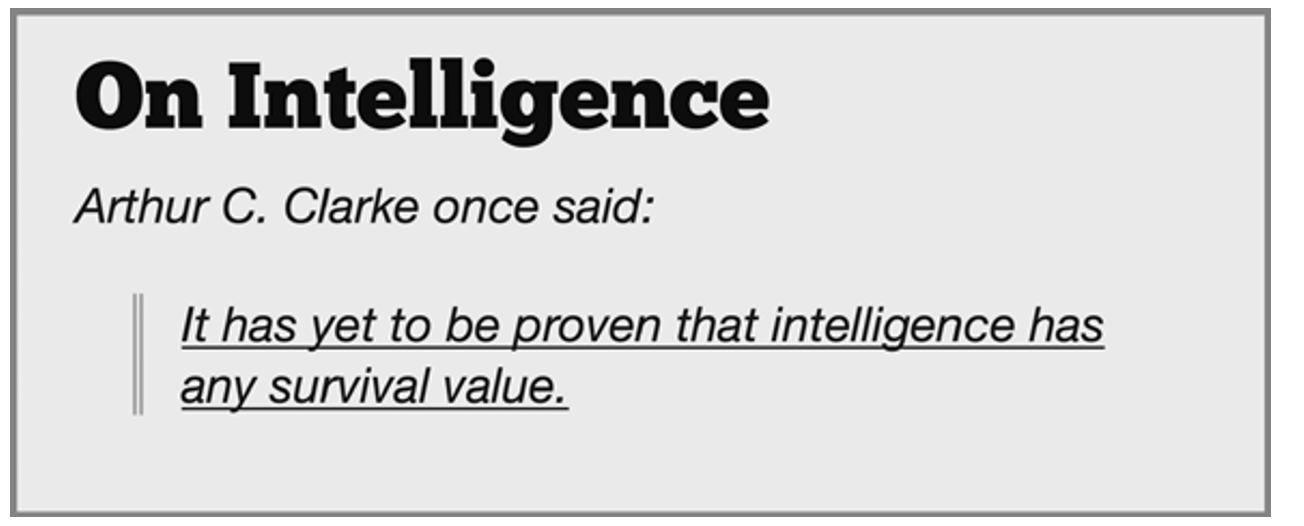 On Intelligence
Arthur C. Clarke once said:
It has yet to be proven that intelligence has
any survival value.